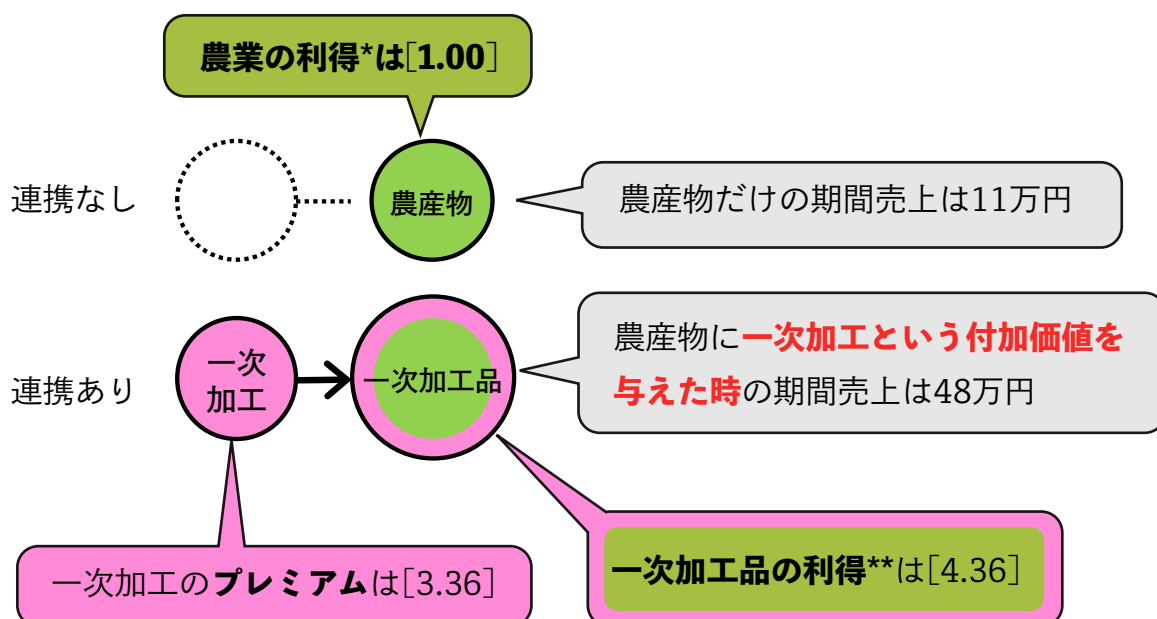 農業の利得*は[1.00]
連携なし
農産物
農産物だけの期間売上は11万円
農産物に一次加工という付加価値を
与えた時の期間売上は48万円
連携あり
一次
加工
一次加工品
一次加工のプレミアムは[3.36]
一次加工品の利得**は[4.36]